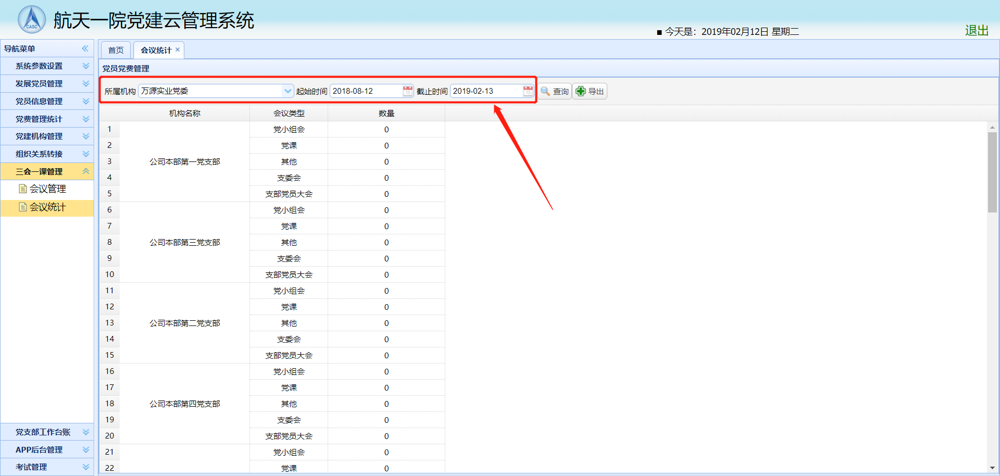 CASC
航天一院党建云管理系统
■ 今天是：2019年02月12日 星期二
退出
导航菜单
系统参数设置
发展党员管理
党员信息管理
党费管理统计
党建机构管理
组织关系转接
三会一课管理
会议管理
会议统计
党支部工作台账
APP后台管理
考试管理
首页 会议统计 ×
党员党费管理
所属机构 万源实业党委 起始时间 2018-08-12 截止时间 2019-02-13 查询 导出
机构名称 会议类型 数量
1 党小组会 0
2 党课 0
3 公司本部第一党支部 其他 0
4 支委会 0
5 支部党员大会 0
6 党小组会 0
7 党课 0
8 公司本部第三党支部 其他 0
9 支委会 0
10 支部党员大会 0
11 党小组会 0
12 党课 0
13 公司本部第二党支部 其他 0
14 支委会 0
15 支部党员大会 0
16 党小组会 0
17 党课 0
18 公司本部第四党支部 其他 0
19 支委会 0
20 支部党员大会 0
21 党小组会 0
22 党课 0